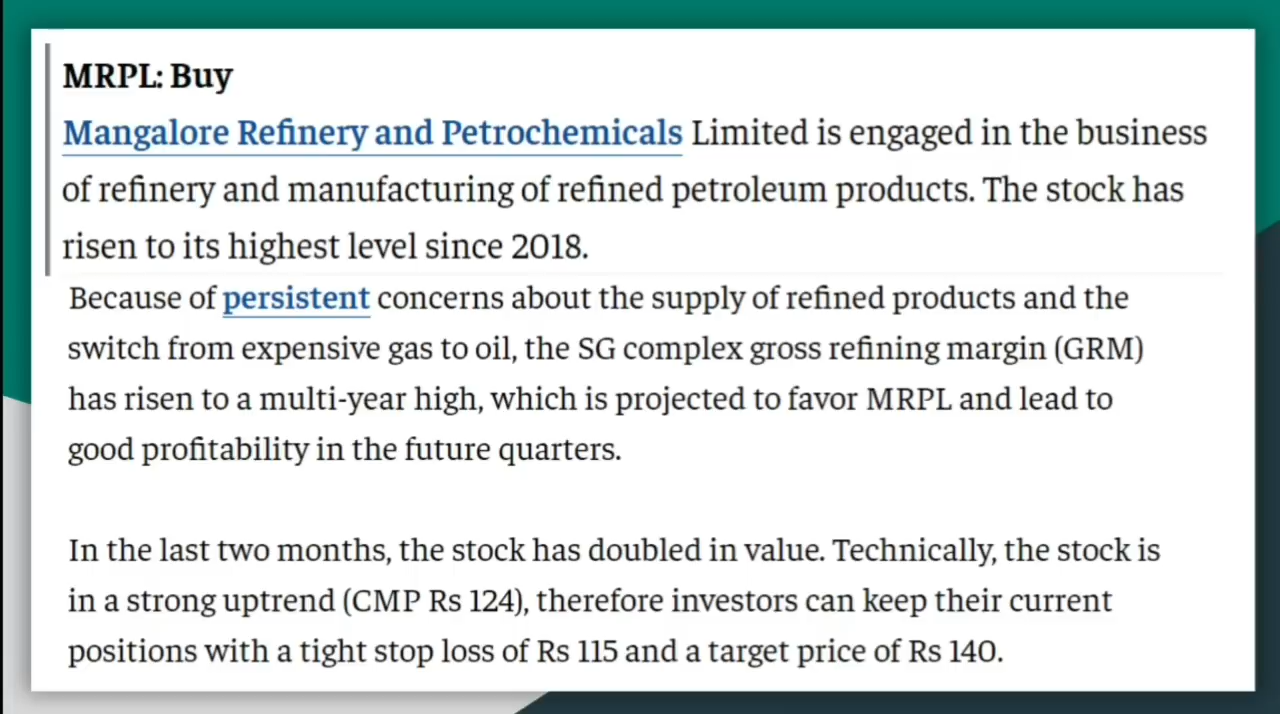 MRPL: Buy
Mangalore Refinery and Petrochemicals Limited is engaged in the business
of refinery and manufacturing of refined petroleum products. The stock has
risen to its highest level since 2018.
Because of persistent concerns about the supply of refined products and the
switch from expensive gas to oil, the SG complex gross refining margin (GRM)
has risen to a multi-year high, which is projected to favor MRPL and lead to
good profitability in the future quarters.
In the last two months, the stock has doubled in value. Technically, the stock is
in a strong uptrend (CMP Rs 124), therefore investors can keep their current
positions with a tight stop loss of Rs 115 and a target price of Rs 140.